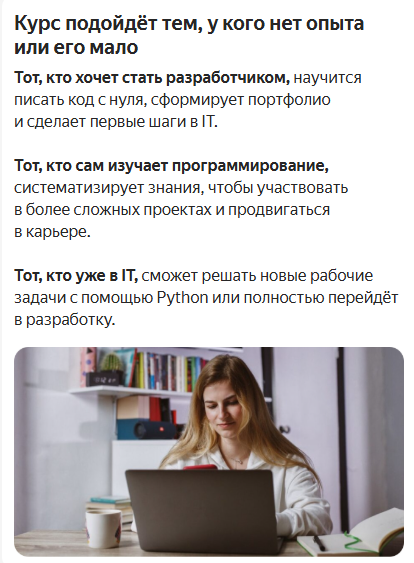 Курс подойдёт тем, у кого нет опыта
или его мало
Тот, кто хочет стать разработчиком, научится
писать код с нуля, сформирует портфолио
и сделает первые шаги в IT.
Тот, кто сам изучает программирование,
систематизирует знания, чтобы участвовать
в более сложных проектах и продвигаться
в карьере.
Тот, кто уже в IT, сможет решать новые рабочие
задачи с помощью Python или полностью перейдёт
в разработку.